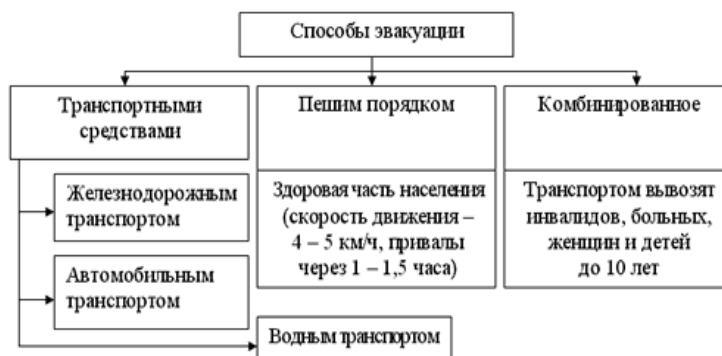 Способы эвакуации
Транспортными
средствами
Пешим порядком
Комбинированное
Железнодорожным
транспортом
Автомобильным
транспортом
Водным транспортом
Здоровая часть населения
(скорость движения –
4 – 5 км/ч, привалы
через 1 – 1,5 часа)
Транспортом вывозят
инвалидов, больных,
женщин и детей
до 10 лет